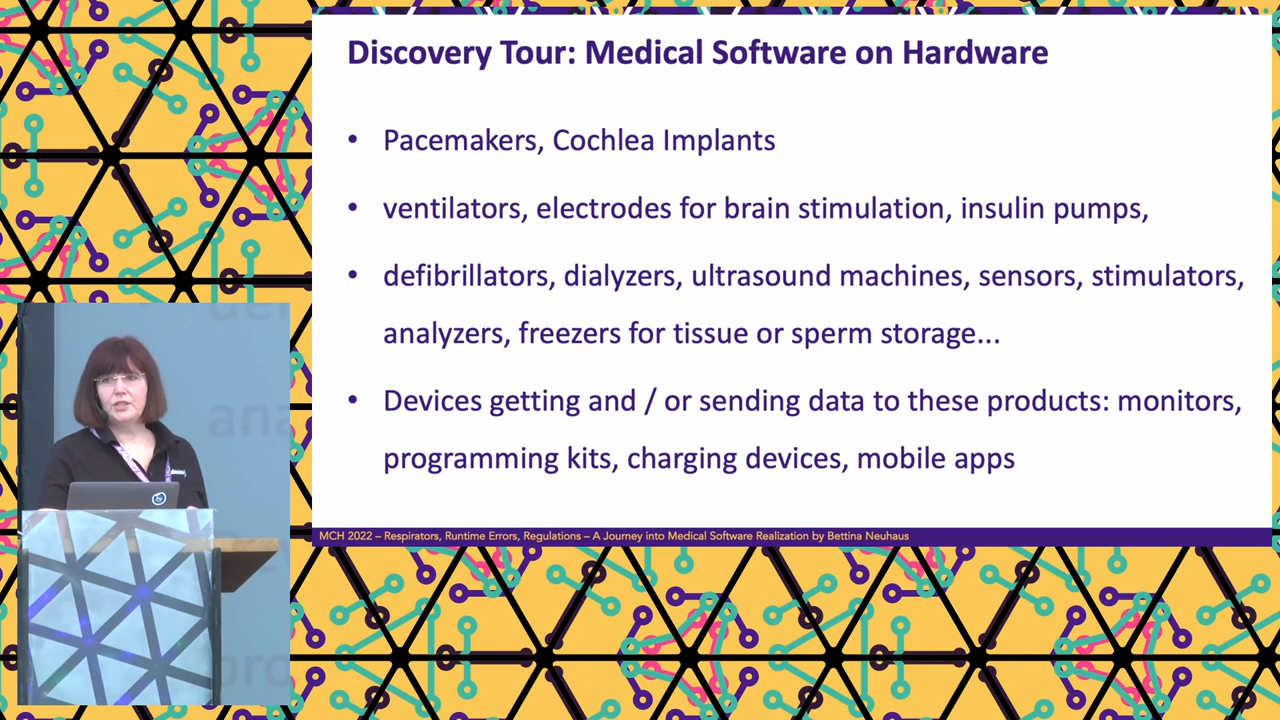 Discovery Tour: Medical Software on Hardware
• Pacemakers, Cochlea Implants
• ventilators, electrodes for brain stimulation, insulin pumps,
• defibrillators, dialyzers, ultrasound machines, sensors, stimulators,
analyzers, freezers for tissue or sperm storage...
• Devices getting and / or sending data to these products: monitors,
programming kits, charging devices, mobile apps
MCH 2022 – Respirators, Runtime Errors, Regulations – A Journey into Medical Software Realization by Bettina Neuhaus
ana
pro